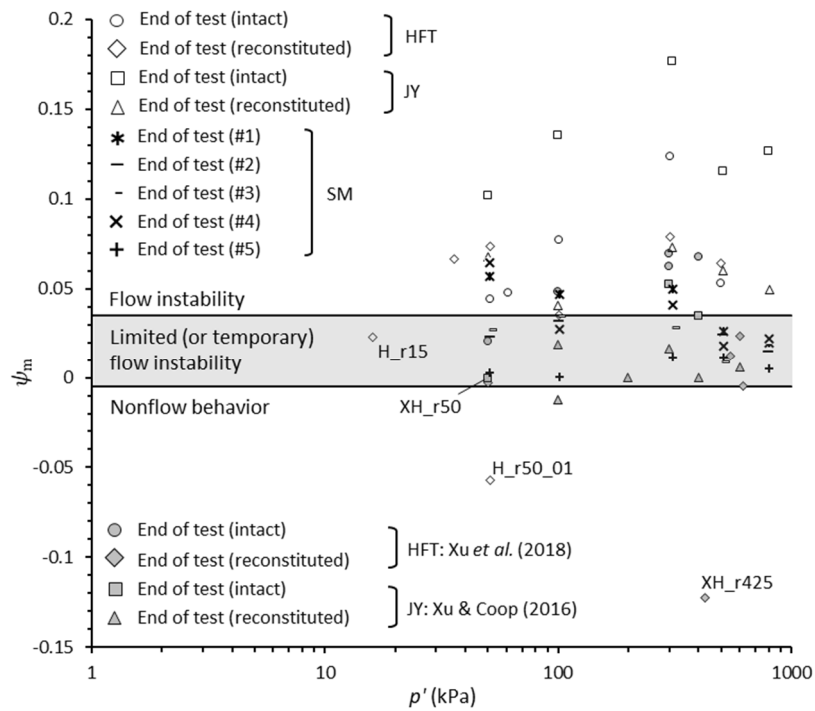 0.2
0.15
0.1
0.05
0
-0.05
-0.1
-0.15
ψm
End of test (intact)
End of test (reconstituted)
HFT
End of test (intact)
End of test (reconstituted)
JY
End of test (#1)
End of test (#2)
End of test (#3)
End of test (#4)
End of test (#5)
SM
Flow instability
Limited (or temporary)
flow instability
H_r15
Nonflow behavior
XH_r50
H_r50_01
End of test (intact)
End of test (reconstituted)
HFT: Xu et al. (2018)
End of test (intact)
End of test (reconstituted)
JY: Xu & Coop (2016)
XH_r425
1 10 100 1000
p' (kPa)